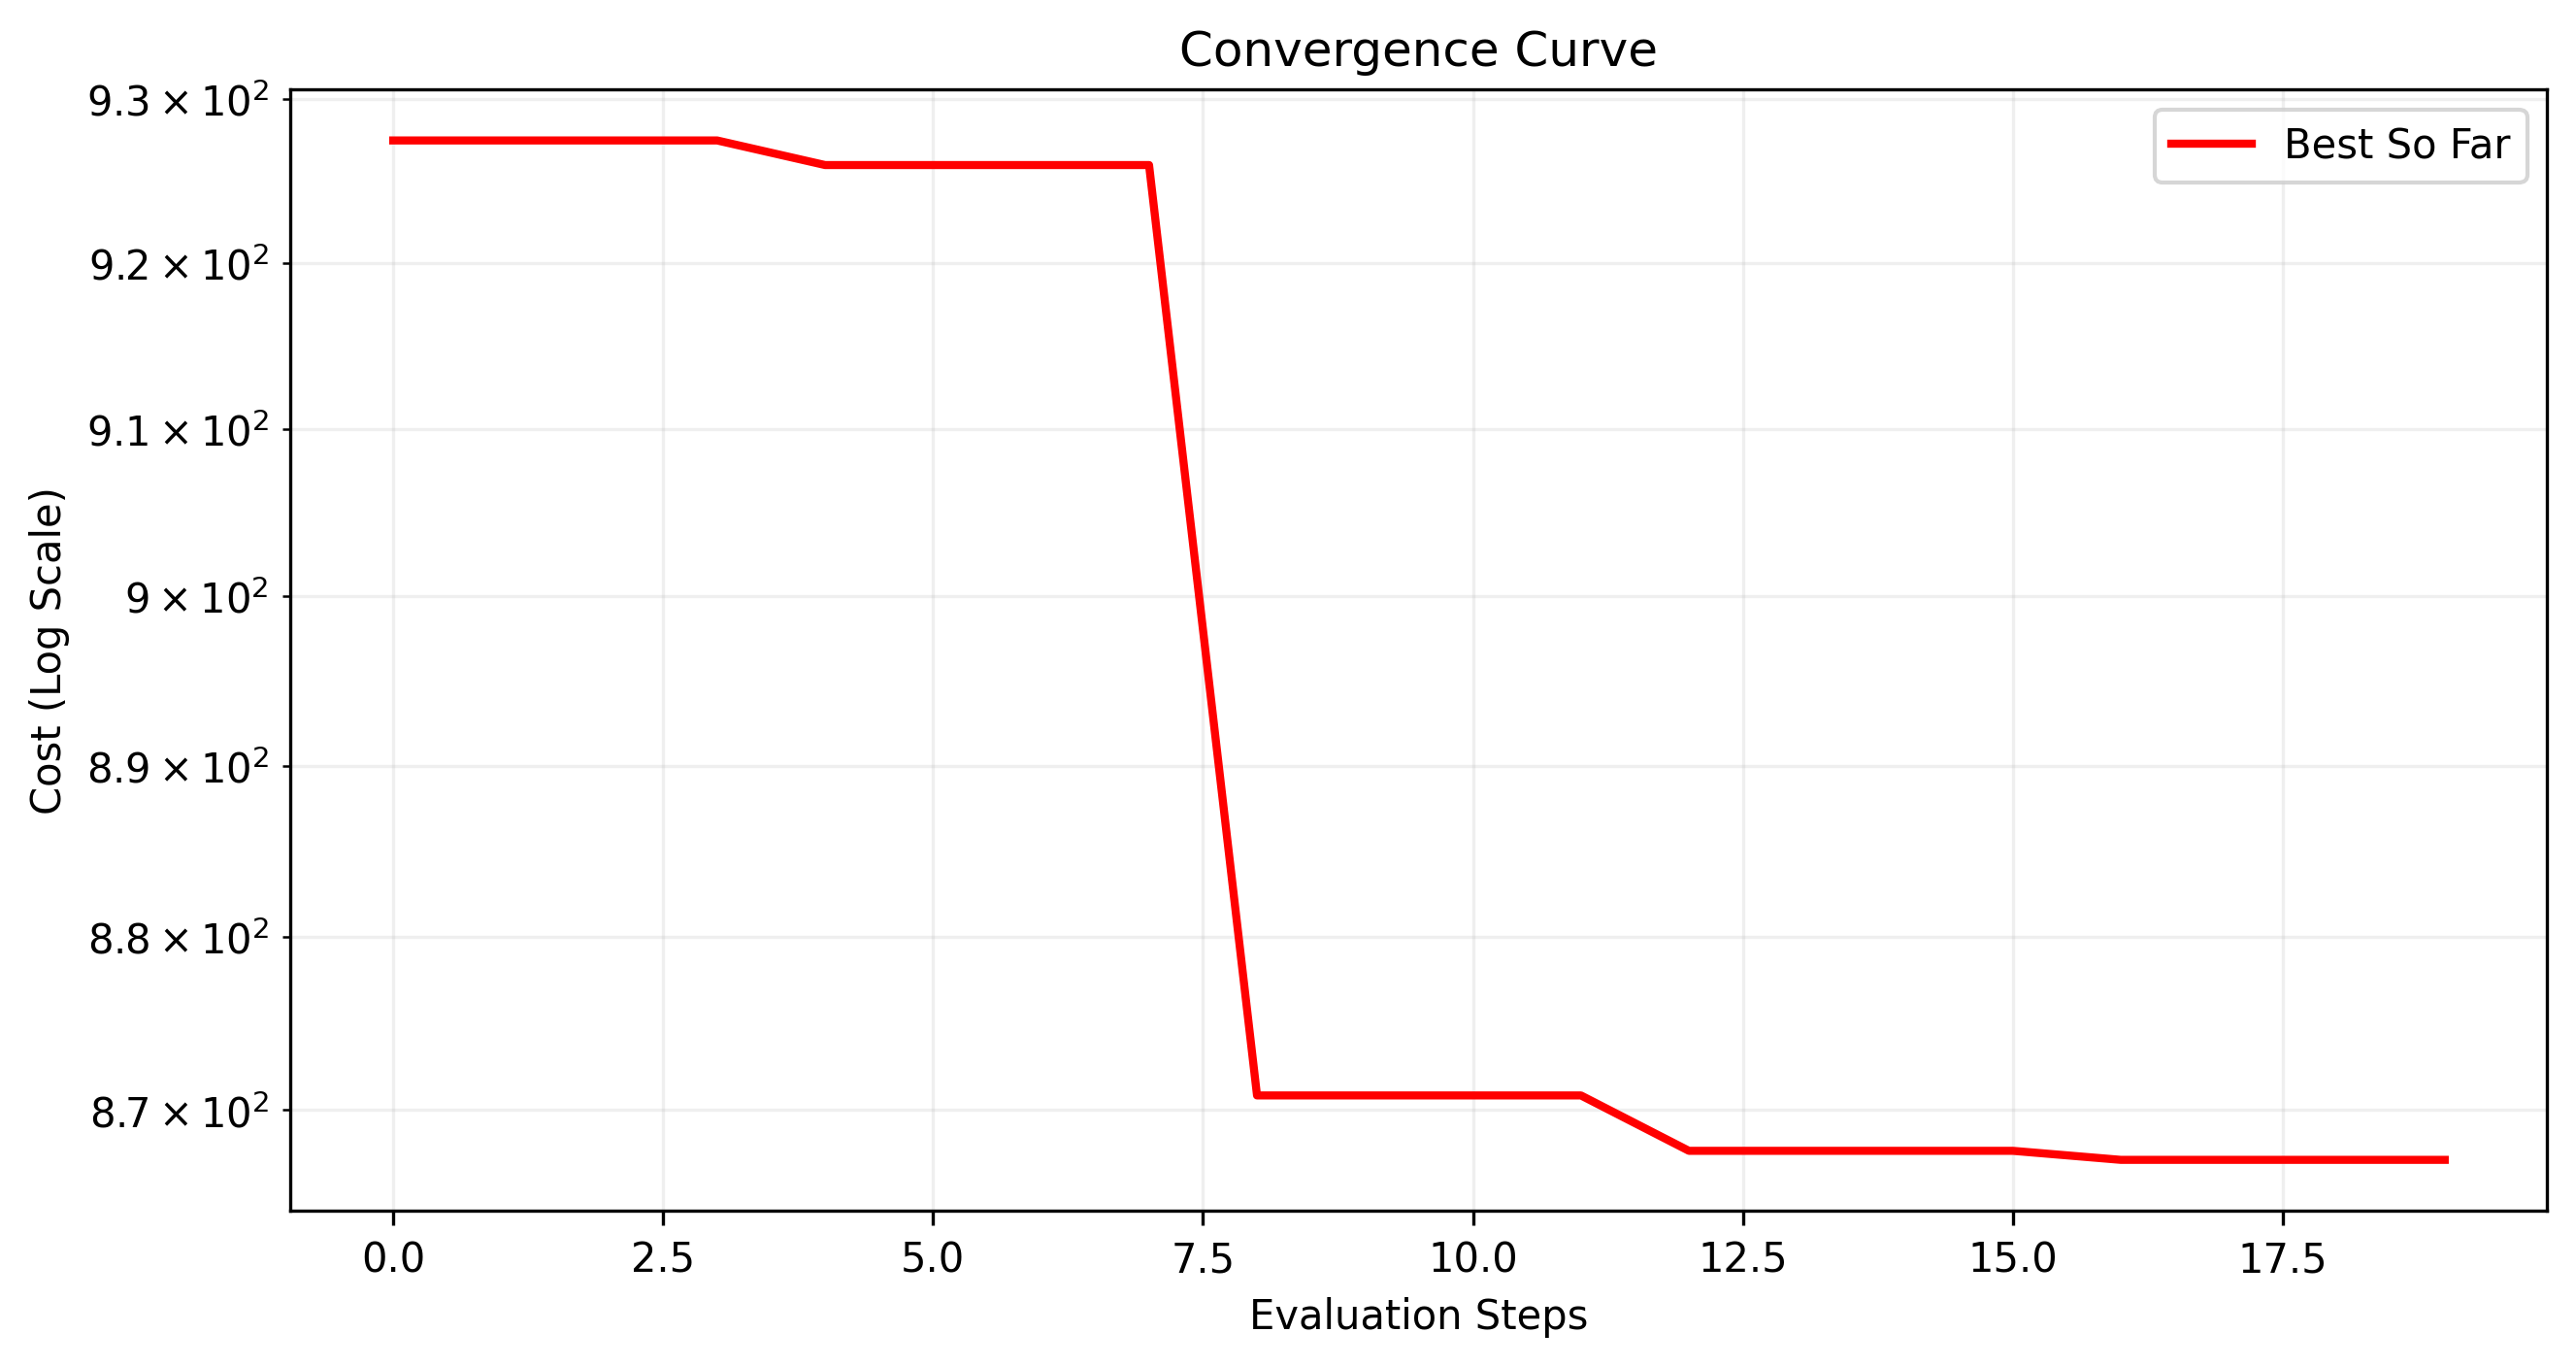 Convergence Curve
Best So Far
Cost (Log Scale)
9.3 × 10²
9.2 × 10²
9.1 × 10²
9 × 10²
8.9 × 10²
8.8 × 10²
8.7 × 10²
0.0 2.5 5.0 7.5 10.0 12.5 15.0 17.5
Evaluation Steps